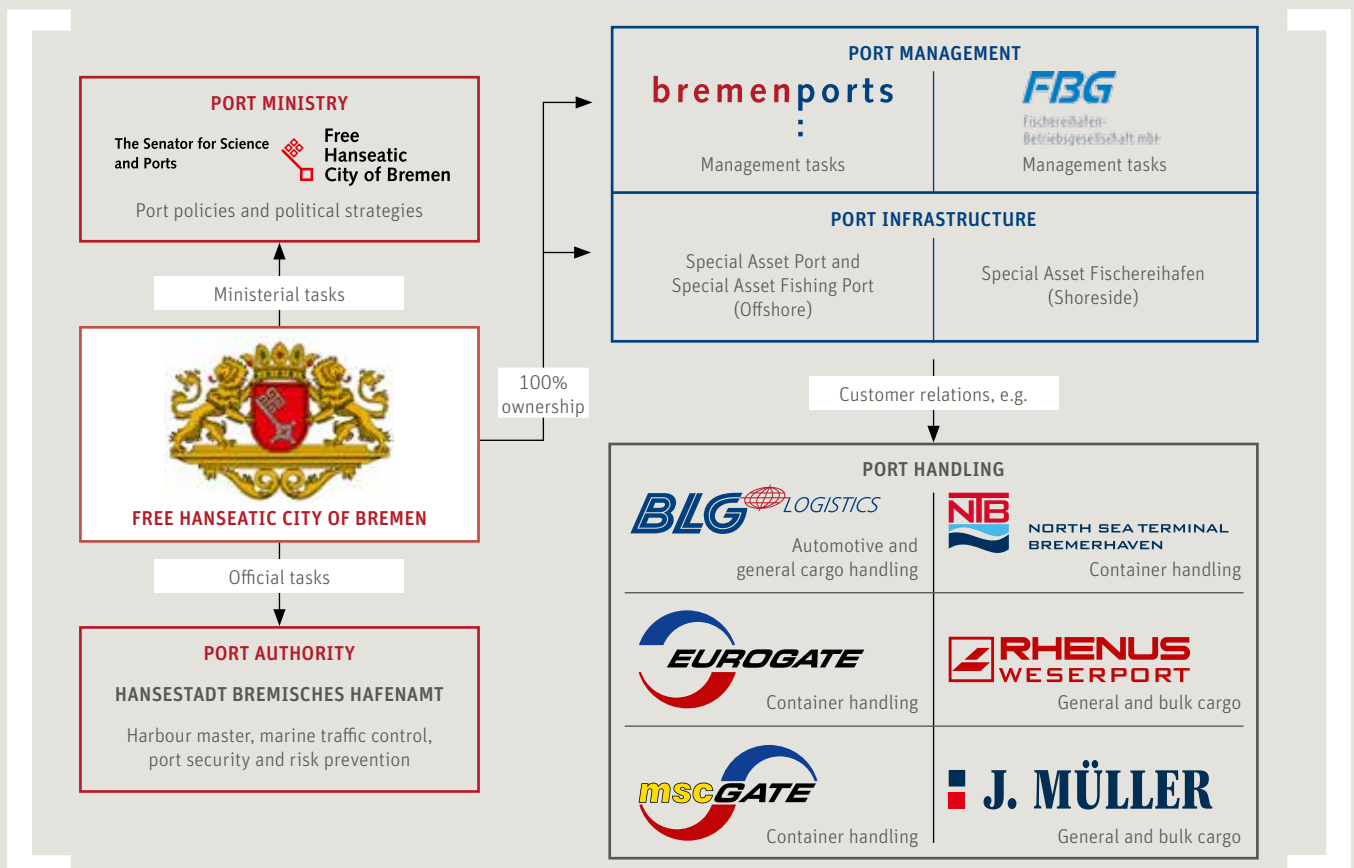 PORT MINISTRY
The Senator for Science
and Ports
Free
Hanseatic
City of Bremen
Port policies and political strategies
Ministerial tasks
FREE HANSEATIC CITY OF BREMEN
Official tasks
PORT AUTHORITY
HANSESTADT BREMISCHES HAFENAMT
Harbour master, marine traffic control,
port security and risk prevention
100%
ownership
PORT MANAGEMENT
bremenports
Management tasks
FBG
Fischereihafen-
Betriebsgesellschaft mbH
Management tasks
PORT INFRASTRUCTURE
Special Asset Port and
Special Asset Fishing Port
(Offshore)
Special Asset Fischereihafen
(Shoreside)
Customer relations, e.g.
PORT HANDLING
BLG LOGISTICS
Automotive and
general cargo handling
NTB
NORTH SEA TERMINAL
BREMERHAVEN
Container handling
EUROGATE
Container handling
RHENUS
WESERPORT
General and bulk cargo
mscGATE
Container handling
J. MÜLLER
General and bulk cargo